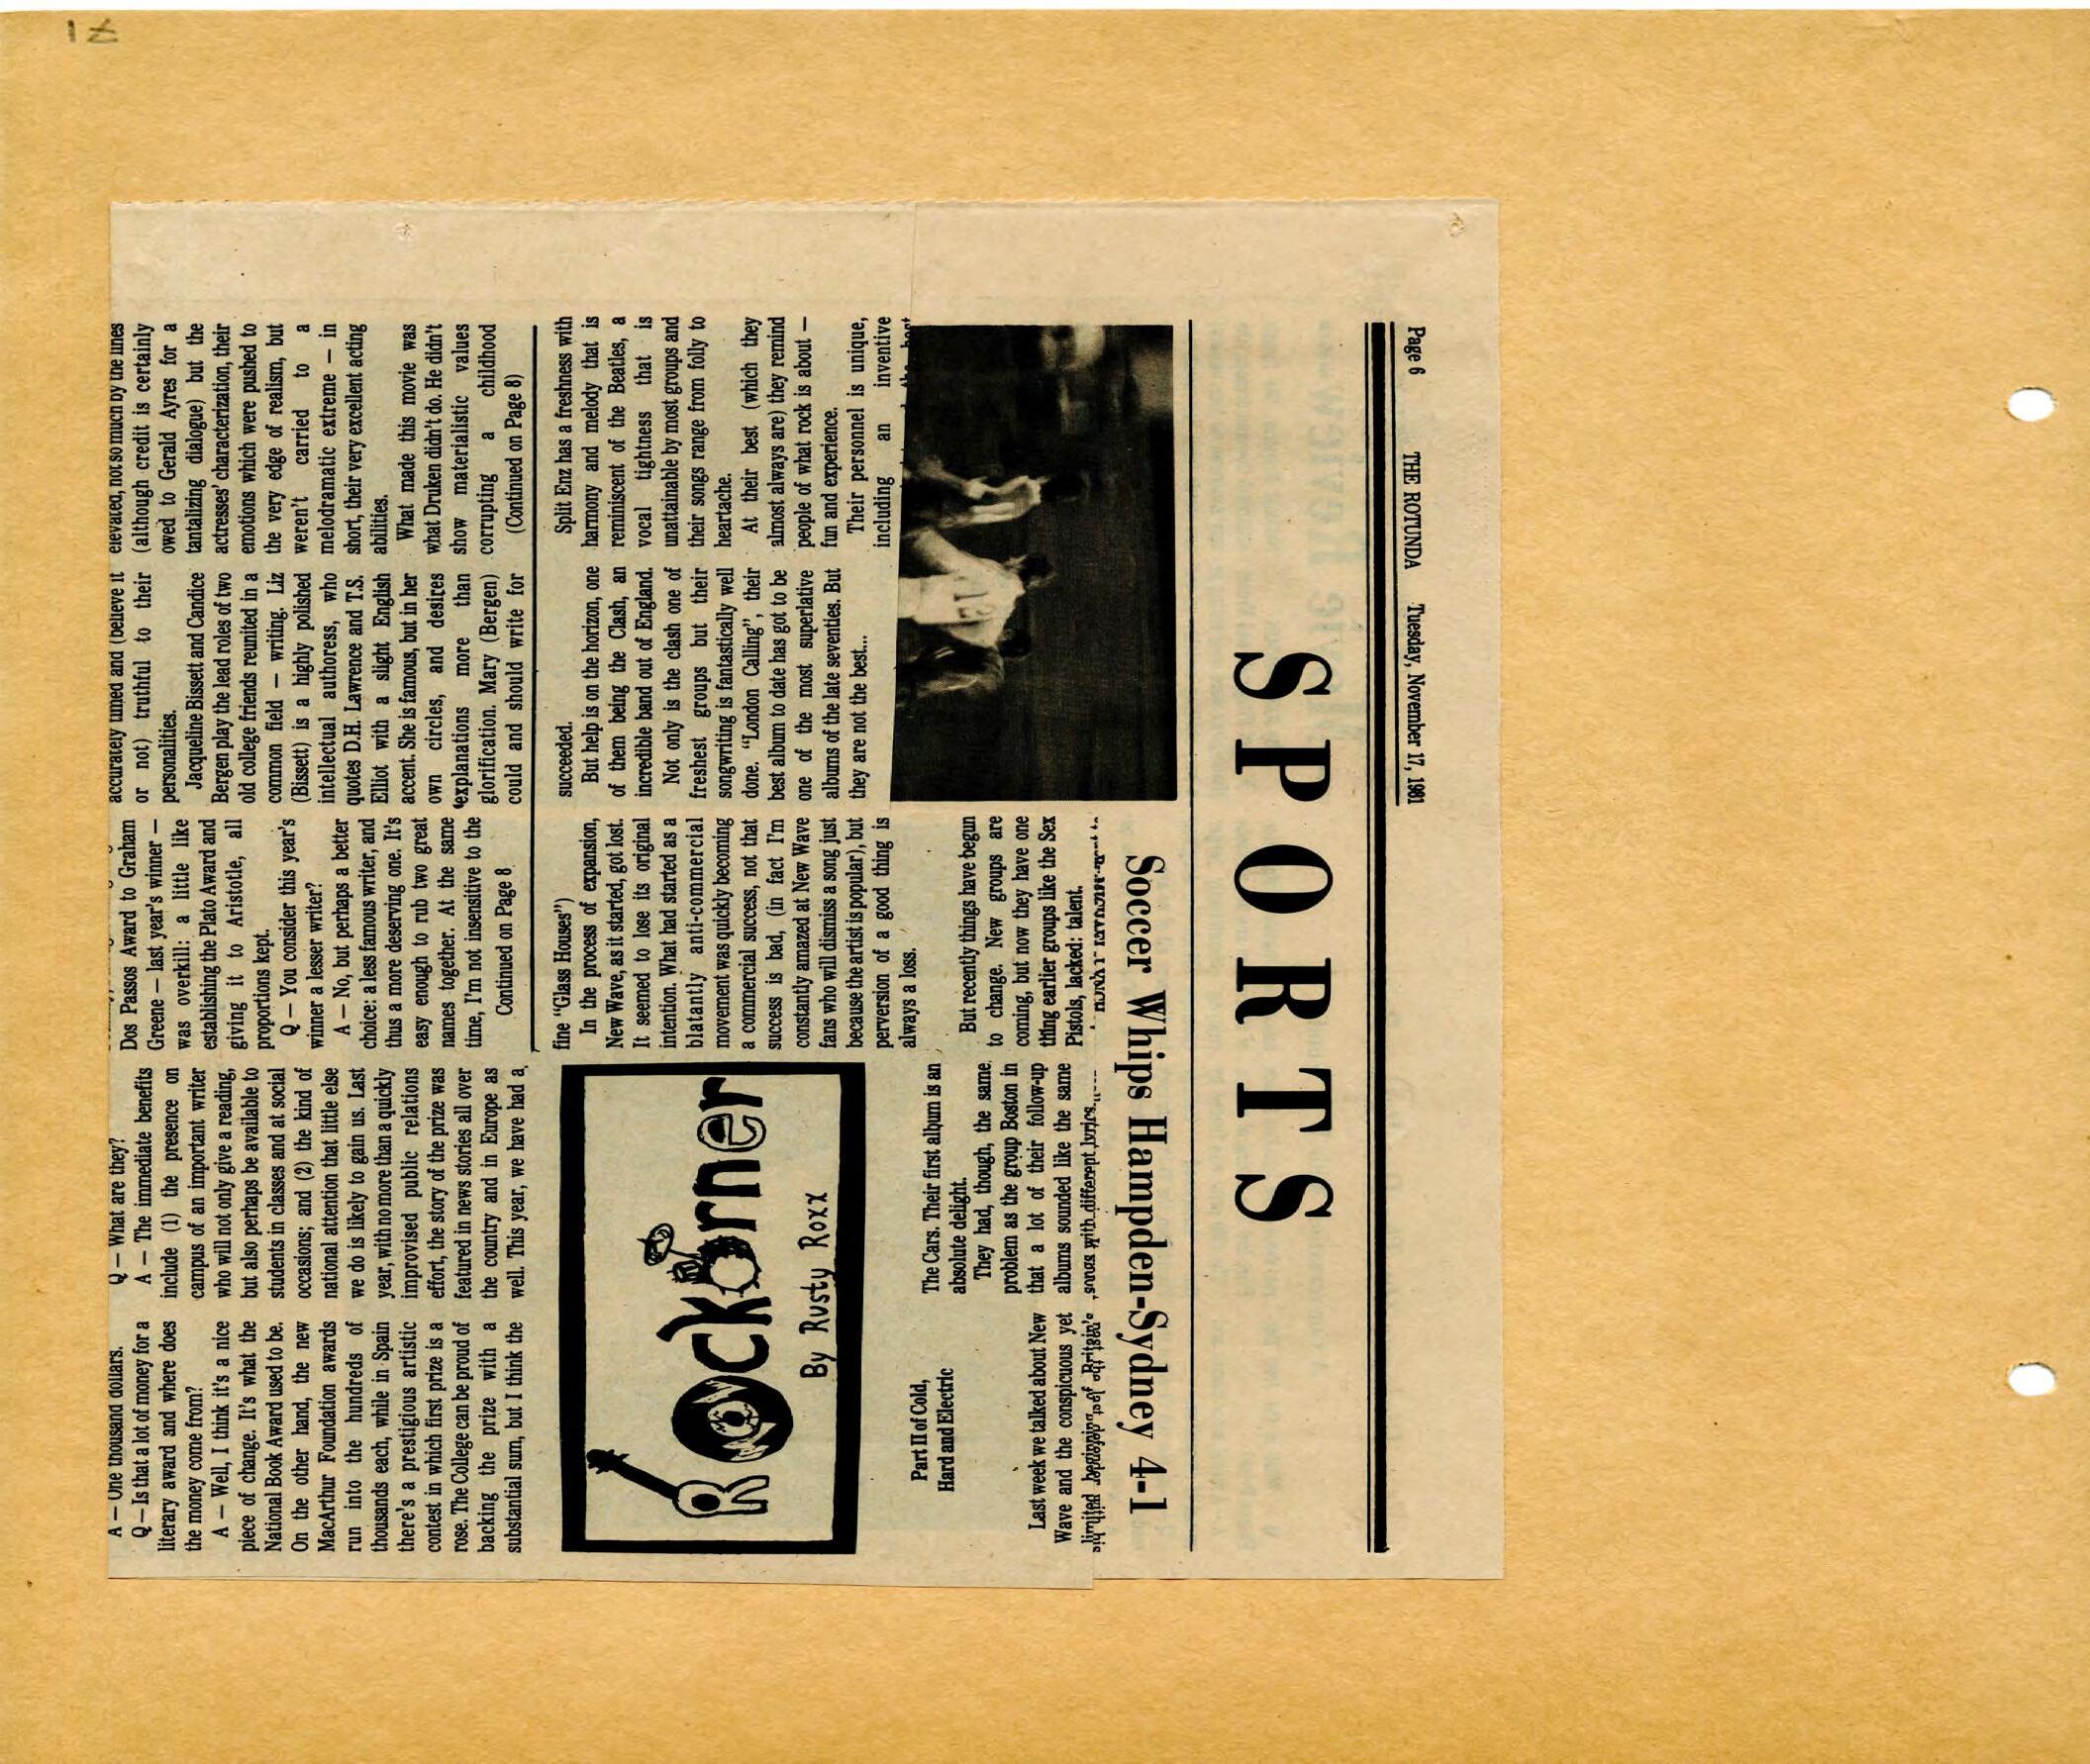 Page 6 THE ROTUNDA Tuesday, November 17, 1981
SPORTS
Soccer Whips Hampden-Sydney 4-1
13
A — One thousand dollars.
Q — Is that a lot of money for a
literary award and where does
the money come from?
A — Well, I think it's a nice
piece of change. It's what the
National Book Award used to be.
On the other hand, the new
MacArthur Foundation awards
run into the hundreds of
thousands each, while in Spain
there's a prestigious artistic
contest in which first prize is a
rose. The College can be proud of
backing the prize with a
substantial sum, but I think the
Q — What are they?
A — The immediate benefits
include (1) the presence on
campus of an important writer
who will not only give a reading,
but also perhaps be available to
students in classes and at social
occasions; and (2) the kind of
national attention that little else
we do is likely to gain us. Last
year, with no more than a quickly
improvised public relations
effort, the story of the prize was
featured in news stories all over
the country and in Europe as
well. This year, we have had a
Dos Passos Award to Graham
Greene — last year's winner —
was overkill: a little like
establishing the Plato Award and
giving it to Aristotle, all
proportions kept.
Q — You consider this year's
winner a lesser writer?
A — No, but perhaps a better
choice: a less famous writer, and
thus a more deserving one. It's
easy enough to rub two great
names together. At the same
time, I'm not insensitive to the
Continued on Page 8
accurately timed and (believe it
or not) truthful to their
personalities.
Jacqueline Bissett and Candice
Bergen play the lead roles of two
old college friends reunited in a
common field — writing. Liz
(Bissett) is a highly polished
intellectual authoress, who
quotes D.H. Lawrence and T.S.
Elliot with a slight English
accent. She is famous, but in her
own circles, and desires
explanations more than
glorification. Mary (Bergen)
could and should write for
elevated, not so much by the lines
(although credit is certainly
owed to Gerald Ayres for a
tantalizing dialogue) but the
actresses' characterization, their
emotions which were pushed to
the very edge of realism, but
weren't carried to a
melodramatic extreme — in
short, their very excellent acting
abilities.
What made this movie was
what Druken didn't do. He didn't
show materialistic values
corrupting a childhood
(Continued on Page 8)
Rock Korner
By Rusty Roxx
Part II of Cold,
Hard and Electric
Last week we talked about New
Wave and the conspicuous yet
The Cars. Their first album is an
absolute delight.
They had, though, the same
problem as the group Boston in
that a lot of their follow-up
albums sounded like the same
songs with different lyrics.
fine "Glass Houses")
In the process of expansion,
New Wave, as it started, got lost.
It seemed to lose its original
intention. What had started as a
blatantly anti-commercial
movement was quickly becoming
a commercial success, not that
success is bad, (in fact I'm
constantly amazed at New Wave
fans who will dismiss a song just
because the artist is popular), but
perversion of a good thing is
always a loss.
But recently things have begun
to change. New groups are
coming, but now they have one
thing earlier groups like the Sex
Pistols, lacked: talent.
succeeded.
But help is on the horizon, one
of them being the Clash, an
incredible band out of England.
Not only is the clash one of
freshest groups but their
songwriting is fantastically well
done. "London Calling", their
best album to date has got to be
one of the most superlative
albums of the late seventies. But
they are not the best...
Split Enz has a freshness with
harmony and melody that is
reminiscent of the Beatles, a
vocal tightness that is
unattainable by most groups and
their songs range from folly to
heartache.
At their best (which they
almost always are) they remind
people of what rock is about —
fun and experience.
Their personnel is unique,
including an inventive